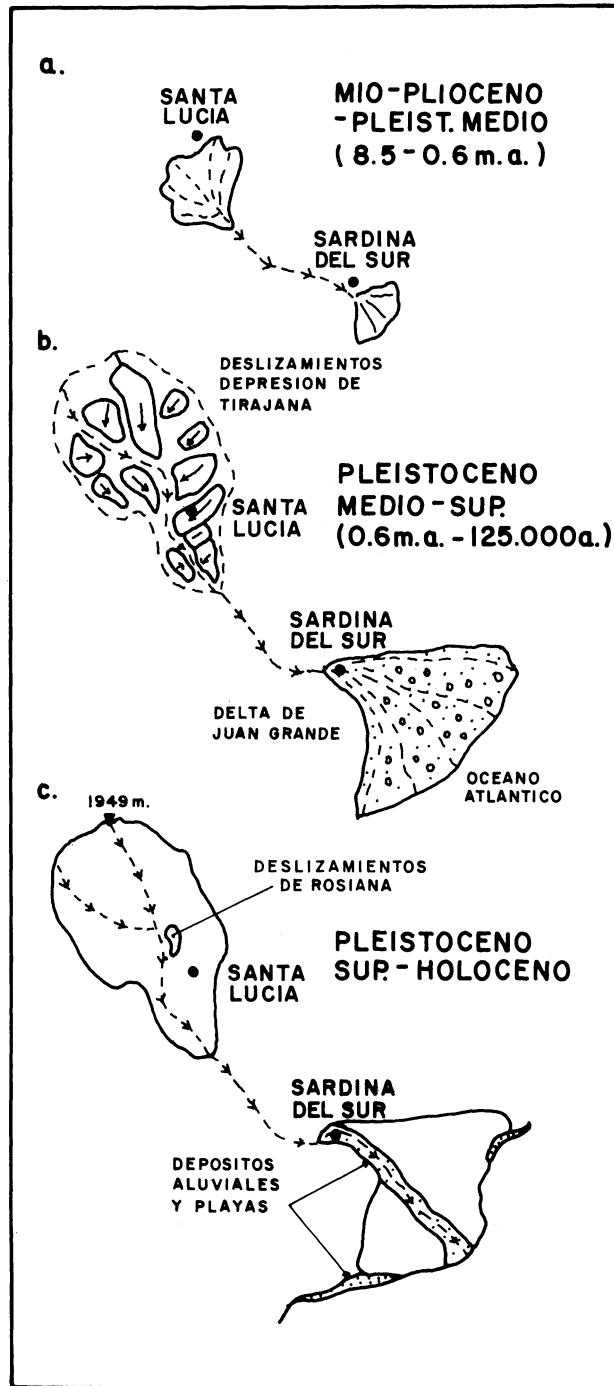 a.
SANTA
LUCIA
MIO-PLIOCENO
-PLEIST. MEDIO
(8.5-0.6 m.a.)
SARDINA
DEL SUR
b.
DESLIZAMIENTOS
DEPRESION DE
TIRAJANA
PLEISTOCENO
MEDIO-SUP.
(0.6m.a.-125.000a.)
SANTA
LUCIA
SARDINA
DEL SUR
DELTA DE
JUAN GRANDE
OCEANO
ATLANTICO
c.
1949 m.
DESLIZAMIENTOS
DE ROSIANA
PLEISTOCENO
SUP.-HOLOCENO
SANTA
LUCIA
SARDINA
DEL SUR
DEPOSITOS
ALUVIALES
Y PLAYAS